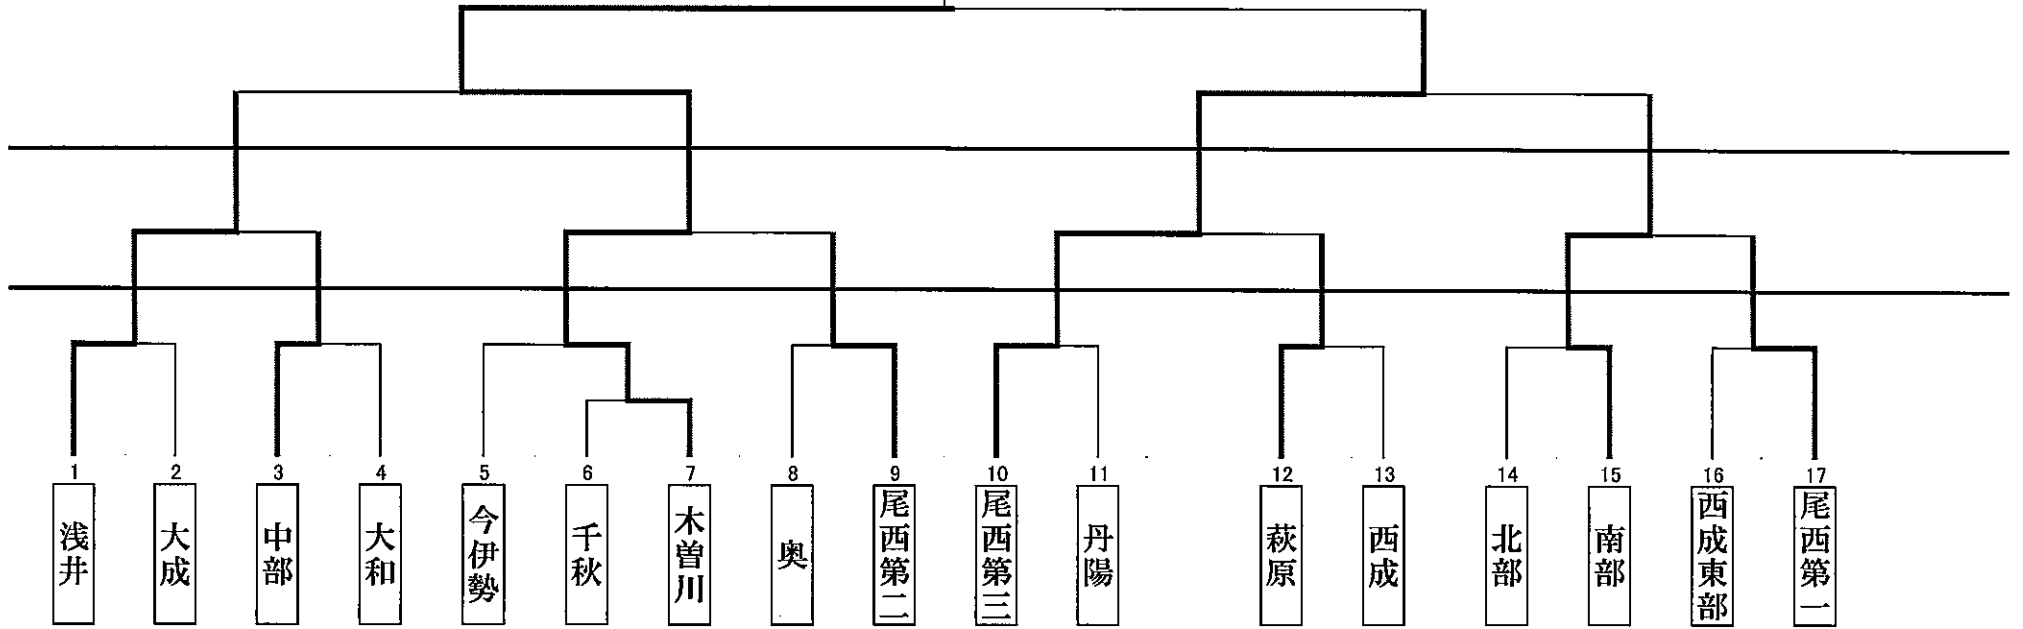 1 2 3 4 5 6 7 8 9 10 11 12 13 14 15 16 17
浅井
大成
中部
大和
今伊勢
千秋
木曽川
奥
尾西第二
尾西第三
丹陽
萩原
西成
北部
南部
西成東部
尾西第一